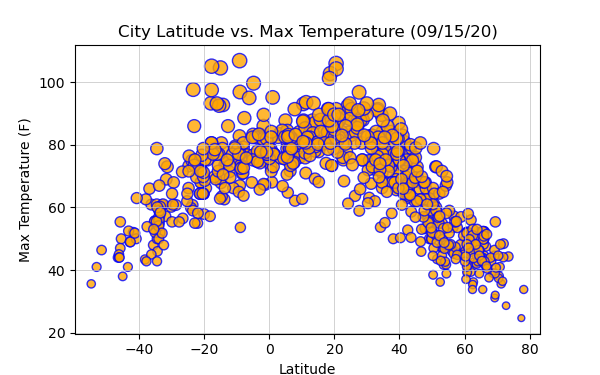 City Latitude vs. Max Temperature (09/15/20)
Max Temperature (F)
100
80
60
40
20
−40 −20 0 20 40 60 80
Latitude